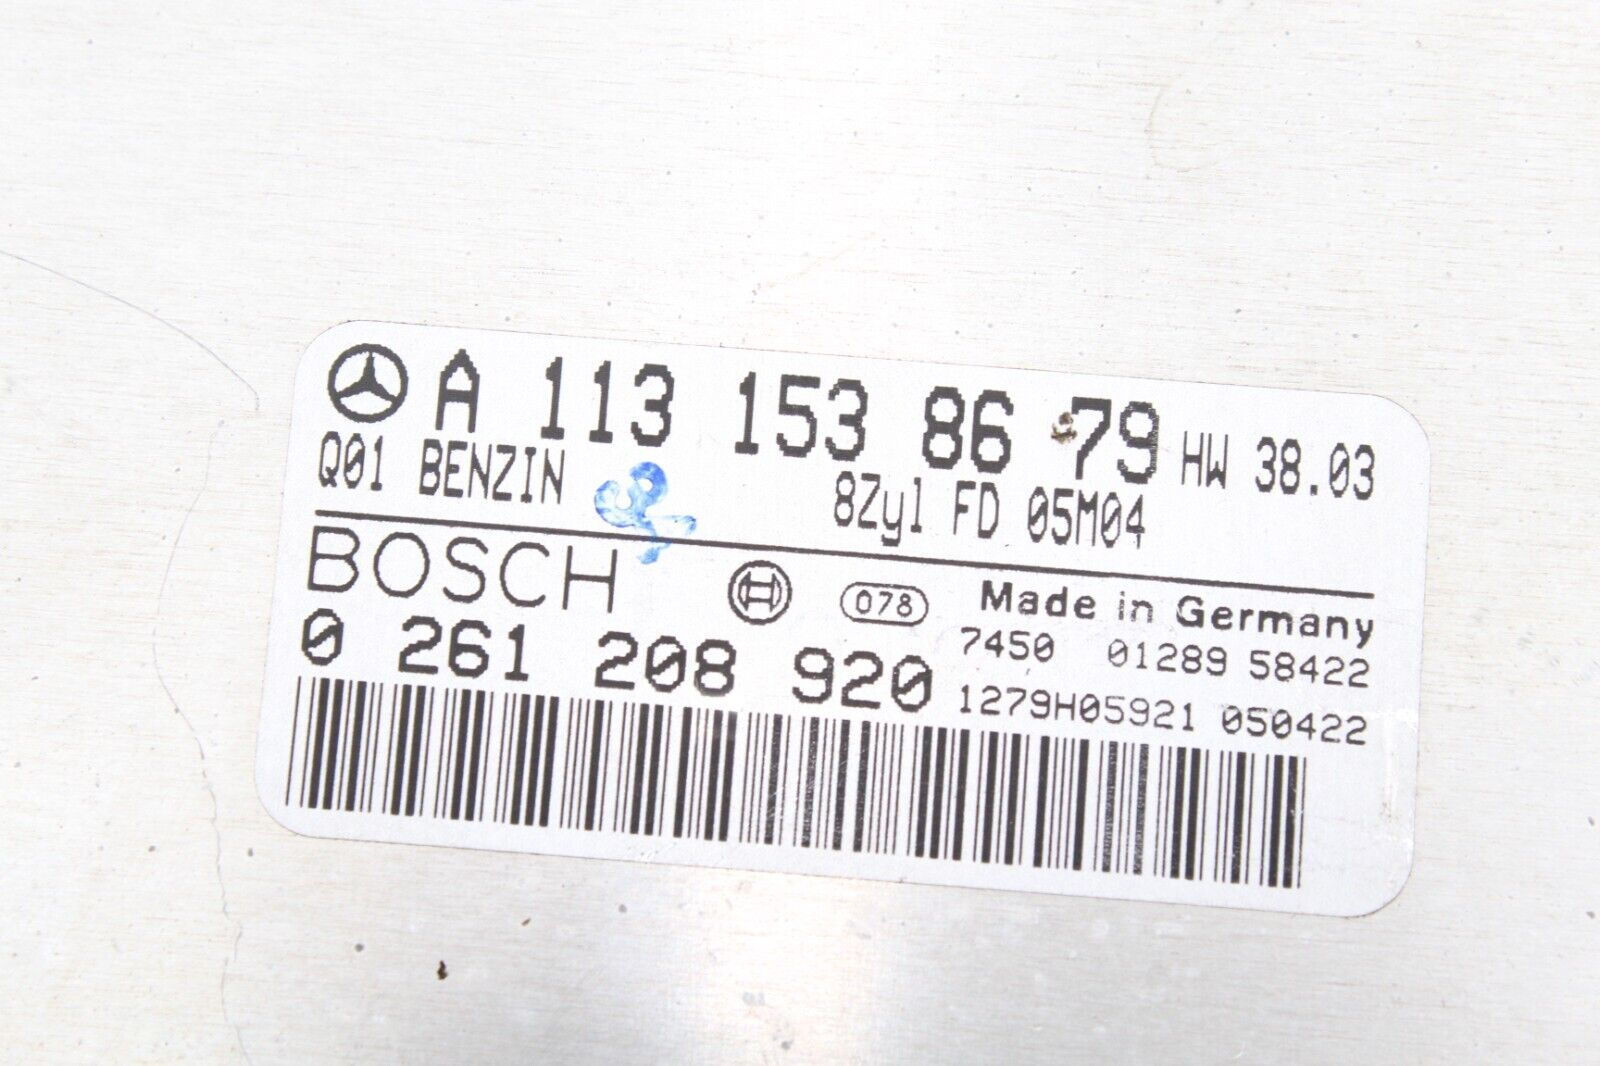 A 113 153 86 79 HW 38.03
Q01 BENZIN 8Zyl FD 05M04
BOSCH 078 Made in Germany
0 261 208 920 7450 01289 58422
1279H05921 050422